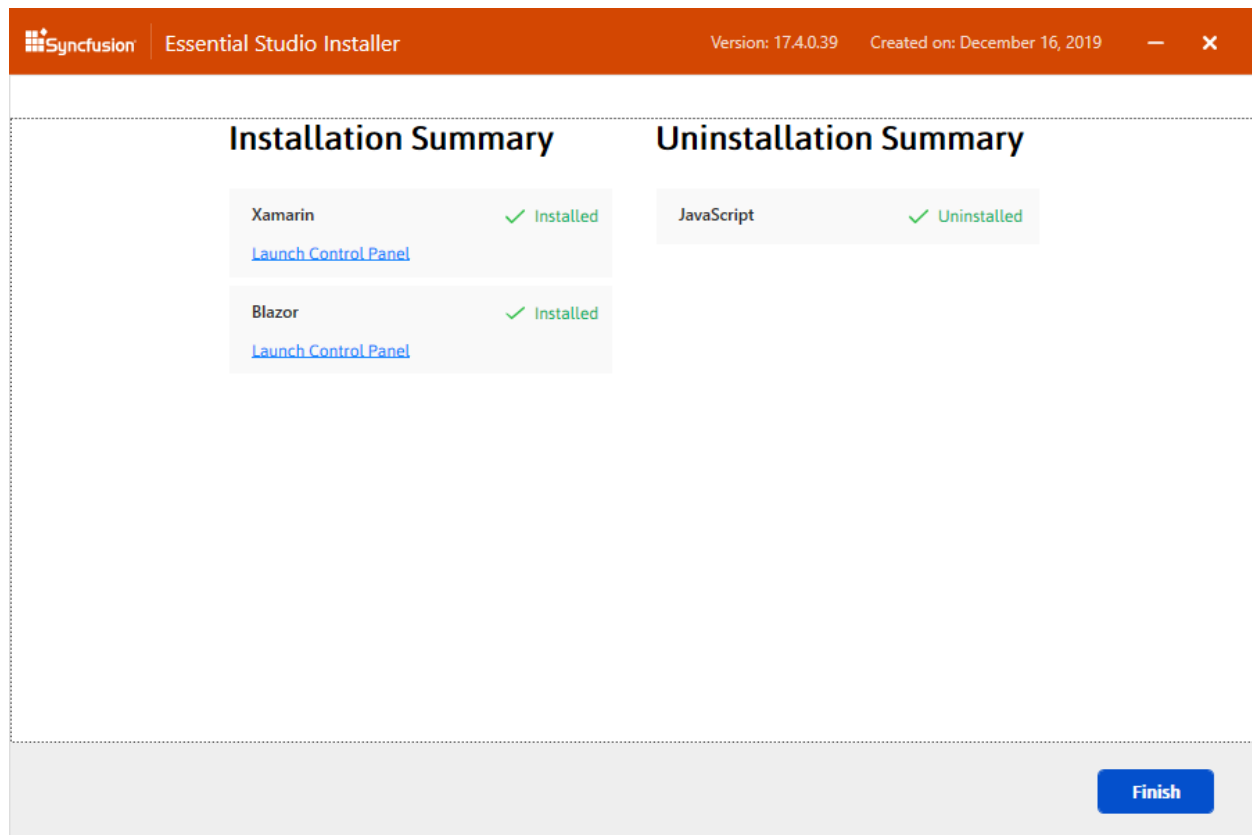 Syncfusion Essential Studio Installer Version: 17.4.0.39 Created on: December 16, 2019
Installation Summary
Xamarin Installed
Launch Control Panel
Blazor Installed
Launch Control Panel
Uninstallation Summary
JavaScript Uninstalled
Finish